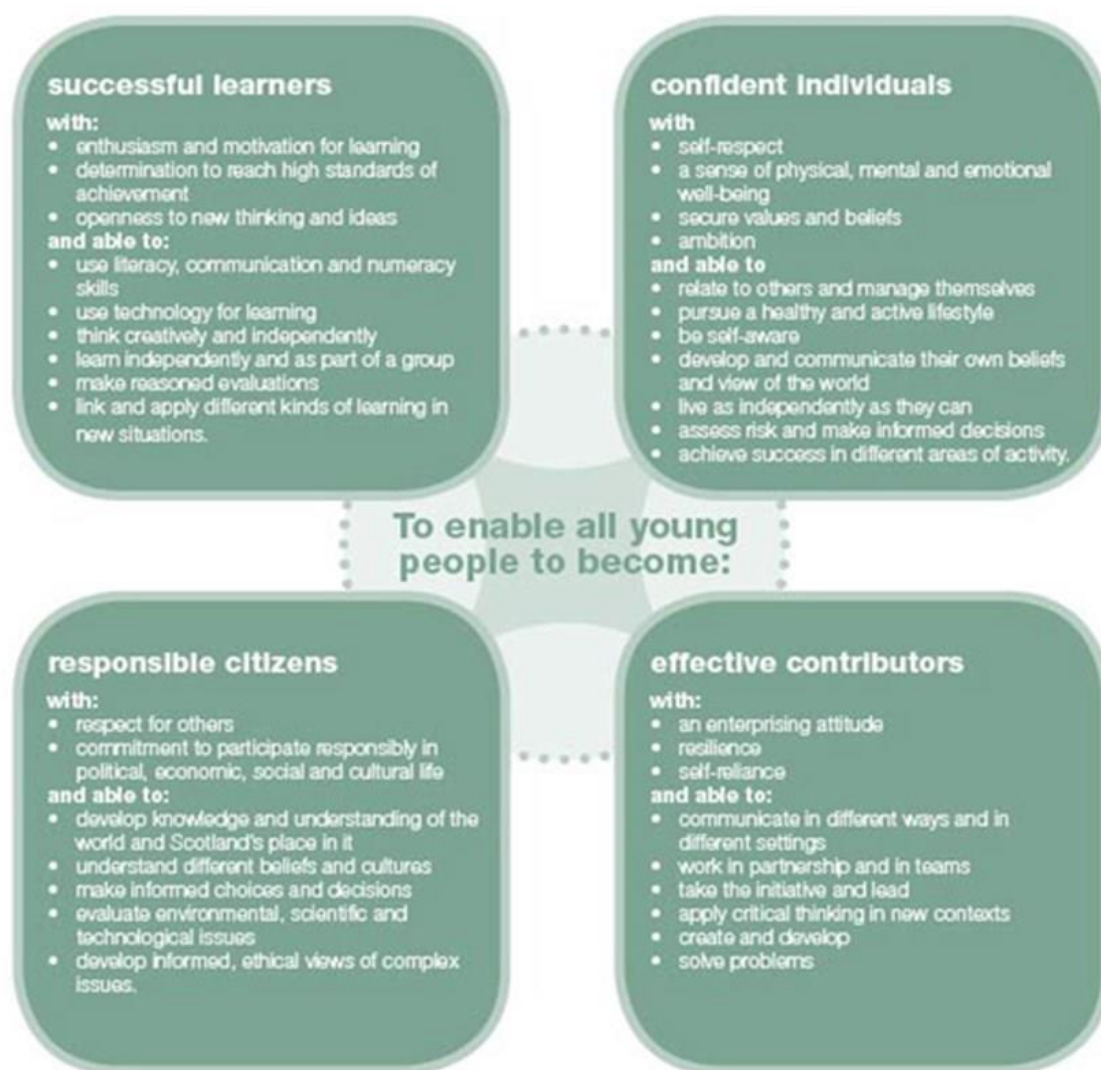 successful learners
with:
• enthusiasm and motivation for learning
• determination to reach high standards of
achievement
• openness to new thinking and ideas
and able to:
• use literacy, communication and numeracy
skills
• use technology for learning
• think creatively and independently
• learn independently and as part of a group
• make reasoned evaluations
• link and apply different kinds of learning in
new situations.
confident individuals
with
• self-respect
• a sense of physical, mental and emotional
well-being
• secure values and beliefs
• ambition
and able to
• relate to others and manage themselves
• pursue a healthy and active lifestyle
• be self-aware
• develop and communicate their own beliefs
and view of the world
• live as independently as they can
• assess risk and make informed decisions
• achieve success in different areas of activity.
To enable all young
people to become:
responsible citizens
with:
• respect for others
• commitment to participate responsibly in
political, economic, social and cultural life
and able to:
• develop knowledge and understanding of the
world and Scotland's place in it
• understand different beliefs and cultures
• make informed choices and decisions
• evaluate environmental, scientific and
technological issues
• develop informed, ethical views of complex
issues.
effective contributors
with:
• an enterprising attitude
• resilience
• self-reliance
and able to:
• communicate in different ways and in
different settings
• work in partnership and in teams
• take the initiative and lead
• apply critical thinking in new contexts
• create and develop
• solve problems